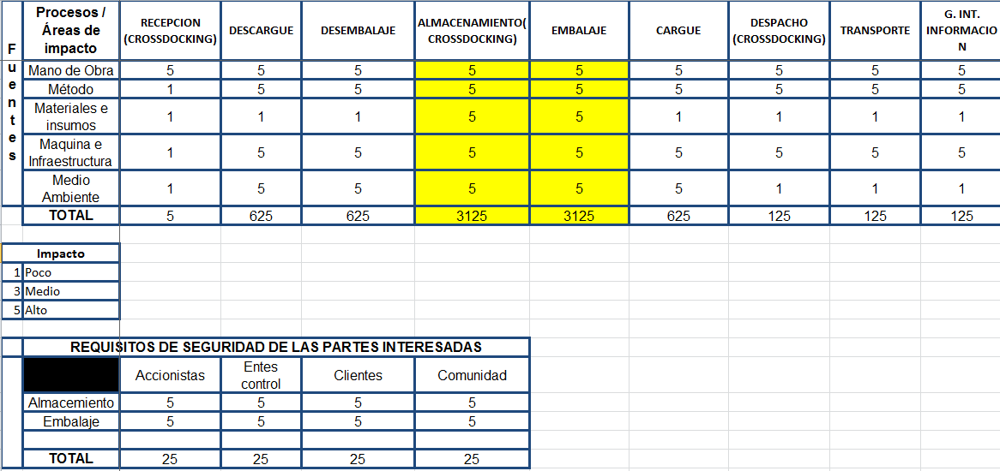 Fuentes
Procesos / Áreas de impacto RECEPCION (CROSSDOCKING) DESCARGUE DESEMBALAJE ALMACENAMIENTO( CROSSDOCKING) EMBALAJE CARGUE DESPACHO (CROSSDOCKING) TRANSPORTE G. INT. INFORMACION
Mano de Obra 5 5 5 5 5 5 5 5 5
Método 1 5 5 5 5 5 5 5 5
Materiales e insumos 1 1 1 5 5 1 1 1 1
Maquina e Infraestructura 1 5 5 5 5 5 5 5 5
Medio Ambiente 1 5 5 5 5 5 1 1 1
TOTAL 5 625 625 3125 3125 625 125 125 125
Impacto
1 Poco
3 Medio
5 Alto
REQUISITOS DE SEGURIDAD DE LAS PARTES INTERESADAS
Accionistas Entes control Clientes Comunidad
Almacemiento 5 5 5 5
Embalaje 5 5 5 5
TOTAL 25 25 25 25